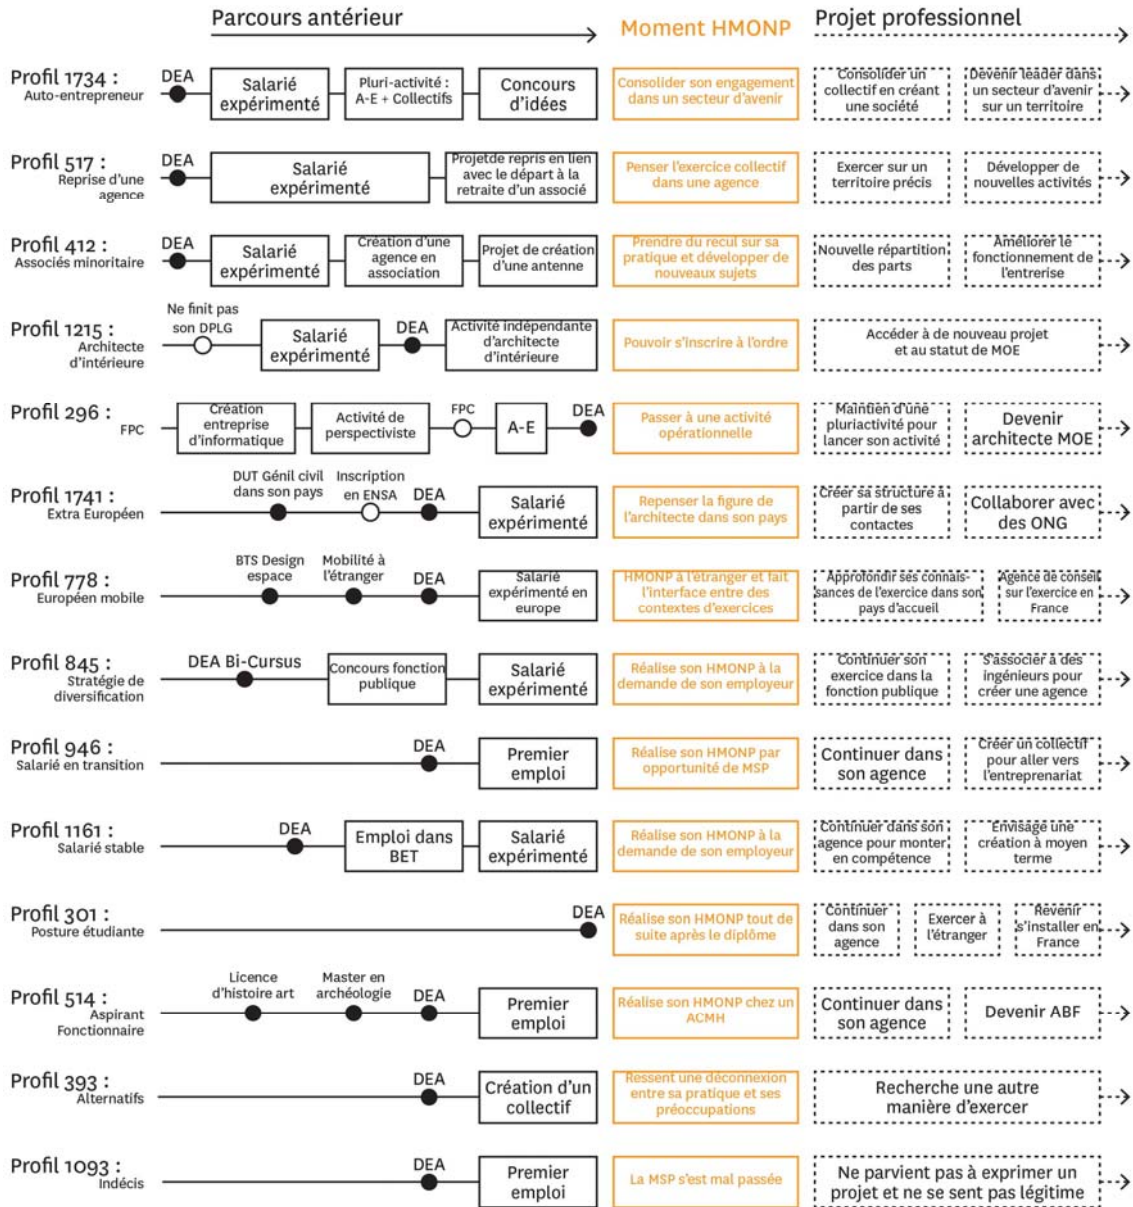 Parcours antérieur
Moment HMONP
Projet professionnel
Profil 1734 :
Auto-entrepreneur
DEA
Salarié
expérimenté
Pluri-activité :
A-E + Collectifs
Concours
d'idées
Consolider son engagement
dans un secteur d'avenir
Consolider un
collectif en créant
une société
Devenir leader dans
un secteur d'avenir
sur un territoire
Profil 517 :
Reprise d'une
agence
DEA
Salarié
expérimenté
Projetde repris en lien
avec le départ à la
retraite d'un associé
Penser l'exercice collectif
dans une agence
Exercer sur un
territoire précis
Développer de
nouvelles activités
Profil 412 :
Associés minoritaire
DEA
Salarié
expérimenté
Création d'une
agence en
association
Projet de création
d'une antenne
Prendre du recul sur sa
pratique et développer de
nouveaux sujets
Nouvelle répartition
des parts
Améliorer le
fonctionnement de
l'entrerise
Profil 1215 :
Architecte
d'intérieure
Ne finit pas
son DPLG
Salarié
expérimenté
DEA
Activité indépendante
d'architecte
d'intérieure
Pouvoir s'inscrire à l'ordre
Accéder à de nouveau projet
et au statut de MOE
Profil 296 :
FPC
Création
entreprise
d'informatique
Activité de
perspectiviste
FPC
A-E
DEA
Passer à une activité
opérationnelle
Maintien d'une
pluriactivité pour
lancer son activité
Devenir
architecte MOE
Profil 1741 :
Extra Européen
DUT Génil civil
dans son pays
Inscription
en ENSA
DEA
Salarié
expérimenté
Repenser la figure de
l'architecte dans son pays
Créer sa structure à
partir de ses
contactes
Collaborer avec
des ONG
Profil 778 :
Européen mobile
BTS Design
espace
Mobilité à
l'étranger
DEA
Salarié
expérimenté en
europe
HMONP à l'étranger et fait
l'interface entre des
contextes d'exercices
Approfondir ses connais-
sances de l'exercice dans son
pays d'accueil
Agence de conseil
sur l'exercice en
France
Profil 845 :
Stratégie de
diversification
DEA Bi-Cursus
Concours fonction
publique
Salarié
expérimenté
Réalise son HMONP à la
demande de son employeur
Continuer son
exercice dans la
fonction publique
S'associer à des
ingénieurs pour
créer une agence
Profil 946 :
Salarié en transition
DEA
Premier
emploi
Réalise son HMONP par
opportunité de MSP
Continuer dans
son agence
Créer un collectif
pour aller vers
l'entreprenariat
Profil 1161 :
Salarié stable
DEA
Emploi dans
BET
Salarié
expérimenté
Réalise son HMONP à la
demande de son employeur
Continuer dans son
agence pour monter
en compétence
Envisage une
création à moyen
terme
Profil 301 :
Posture étudiante
DEA
Réalise son HMONP tout de
suite après le diplôme
Continuer
dans son
agence
Exercer à
l'étranger
Revenir
s'installer en
France
Profil 514 :
Aspirant
Fonctionnaire
Licence
d'histoire art
Master en
archéologie
DEA
Premier
emploi
Réalise son HMONP chez un
ACMH
Continuer dans
son agence
Devenir ABF
Profil 393 :
Alternatifs
DEA
Création d'un
collectif
Ressent une déconnexion
entre sa pratique et ses
préoccupations
Recherche une autre
manière d'exercer
Profil 1093 :
Indécis
DEA
Premier
emploi
La MSP s'est mal passée
Ne parvient pas à exprimer un
projet et ne se sent pas légitime